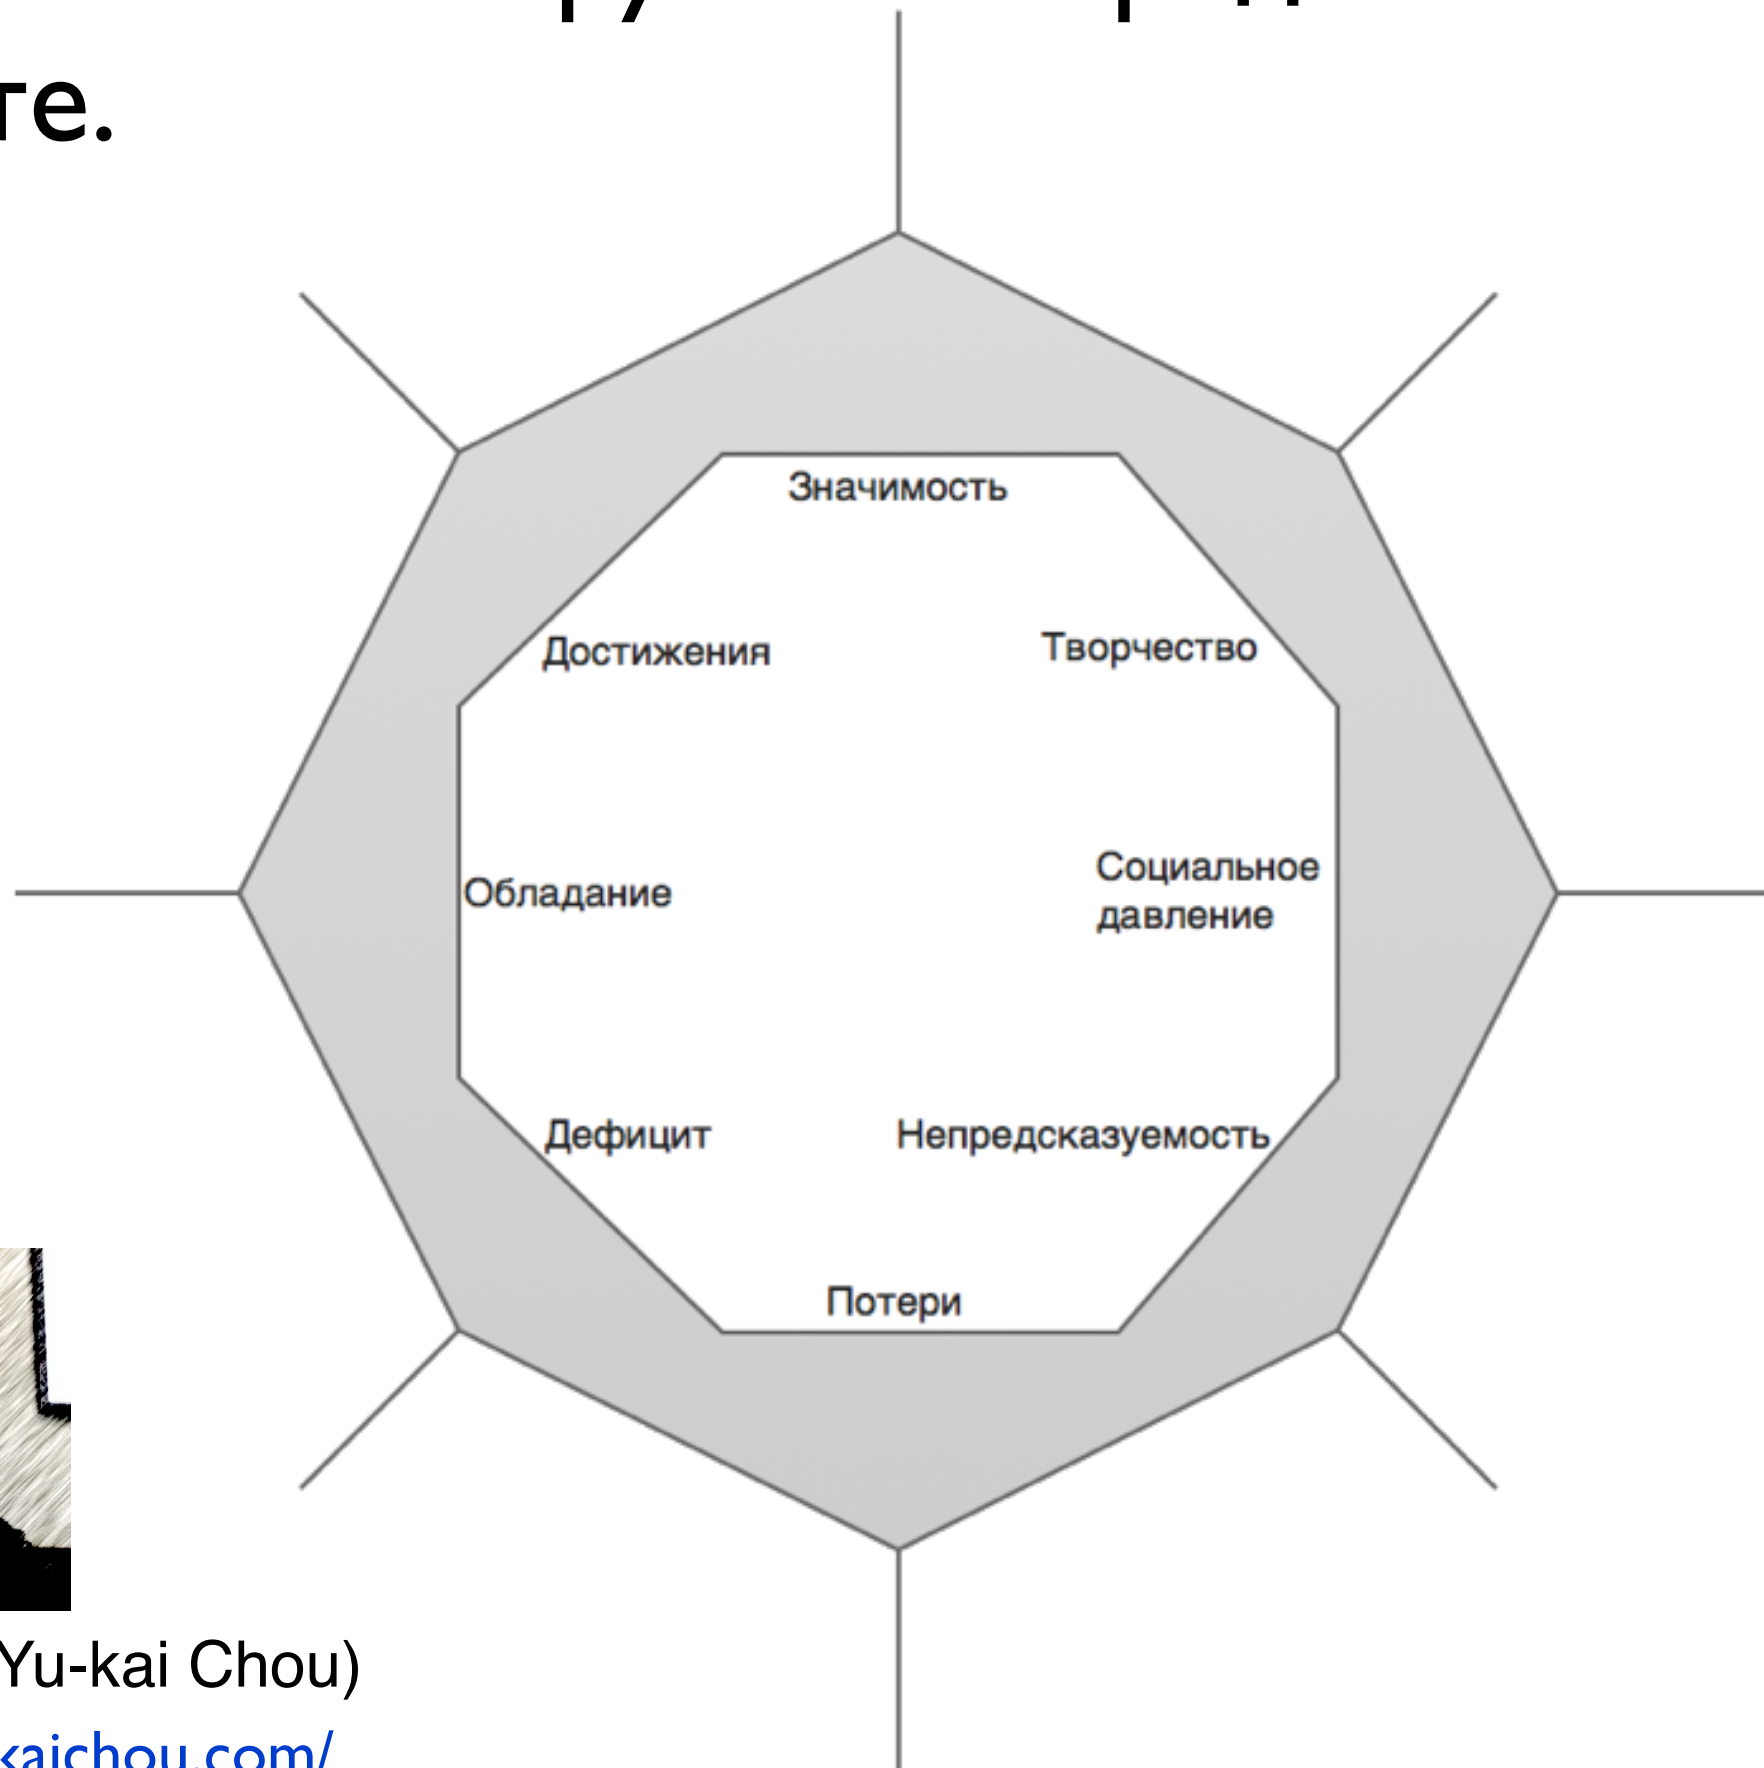 те.
Значимость
Достижения
Творчество
Обладание
Социальное
давление
Дефицит
Непредсказуемость
Потери
Yu-kai Chou)
kaichou.com/